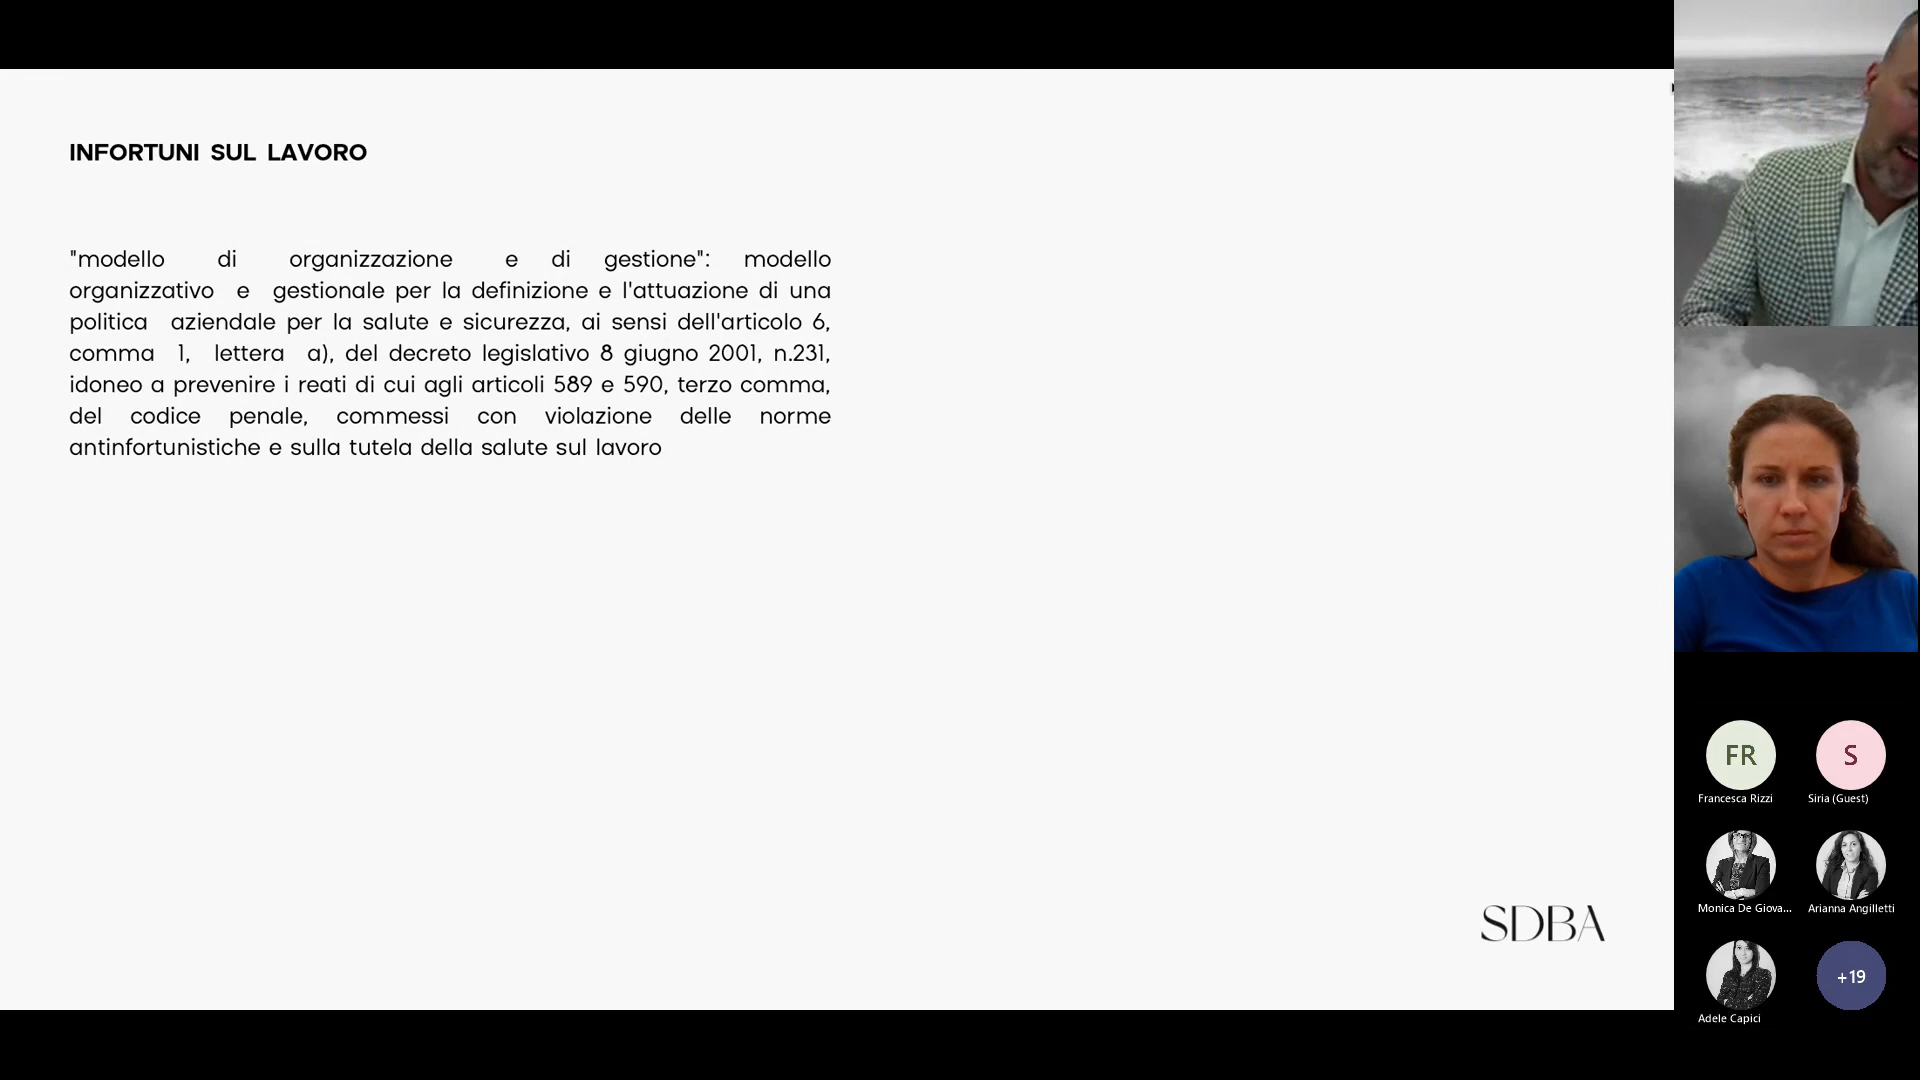 INFORTUNI SUL LAVORO
"modello di organizzazione e di gestione": modello
organizzativo e gestionale per la definizione e l'attuazione di una
politica aziendale per la salute e sicurezza, ai sensi dell'articolo 6,
comma 1, lettera a), del decreto legislativo 8 giugno 2001, n.231,
idoneo a prevenire i reati di cui agli articoli 589 e 590, terzo comma,
del codice penale, commessi con violazione delle norme
antinfortunistiche e sulla tutela della salute sul lavoro
SDBA
FR
S
Francesca Rizzi
Siria (Guest)
Monica De Giova...
Arianna Angilletti
+19
Adele Capici